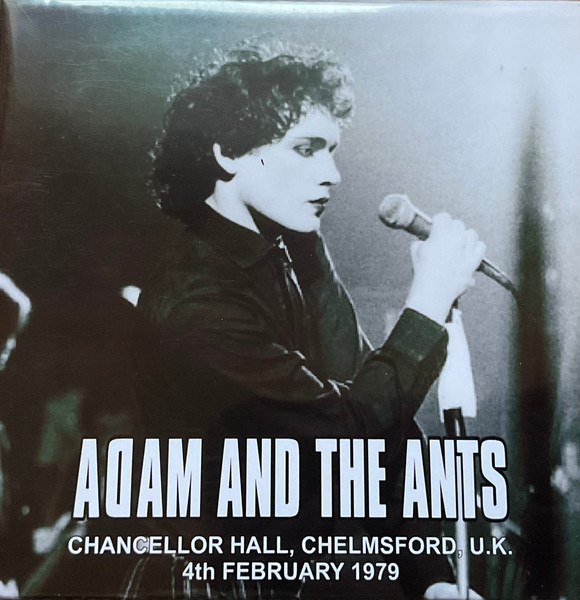 ADAM AND THE ANTS
CHANCELLOR HALL, CHELMSFORD, U.K.
4th FEBRUARY 1979